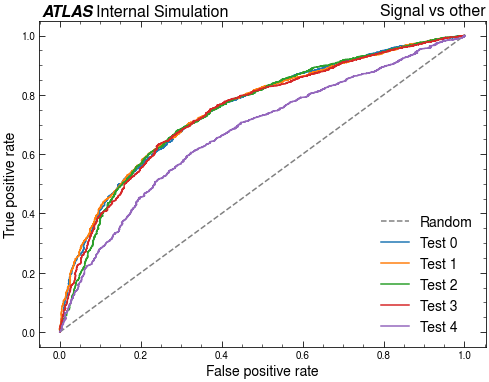 ATLAS Internal Simulation
Signal vs other
True positive rate
1.0
0.8
0.6
0.4
0.2
0.0
Random
Test 0
Test 1
Test 2
Test 3
Test 4
0.0 0.2 0.4 0.6 0.8 1.0
False positive rate